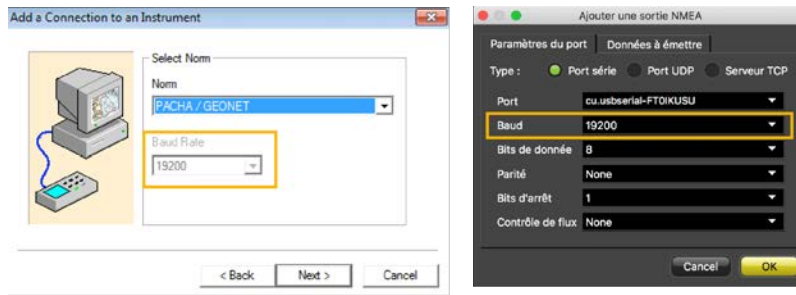 Add a Connection to an Instrument
Select Norm
Norm
PACHA / GEONET
Baud Rate
19200
< Back Next > Cancel
Ajouter une sortie NMEA
Paramètres du port Données à émettre
Type : Port série Port UDP Serveur TCP
Port cu.usbserial-FT0IKUSU
Baud 19200
Bits de donnée 8
Parité None
Bits d'arrêt 1
Contrôle de flux None
Cancel OK